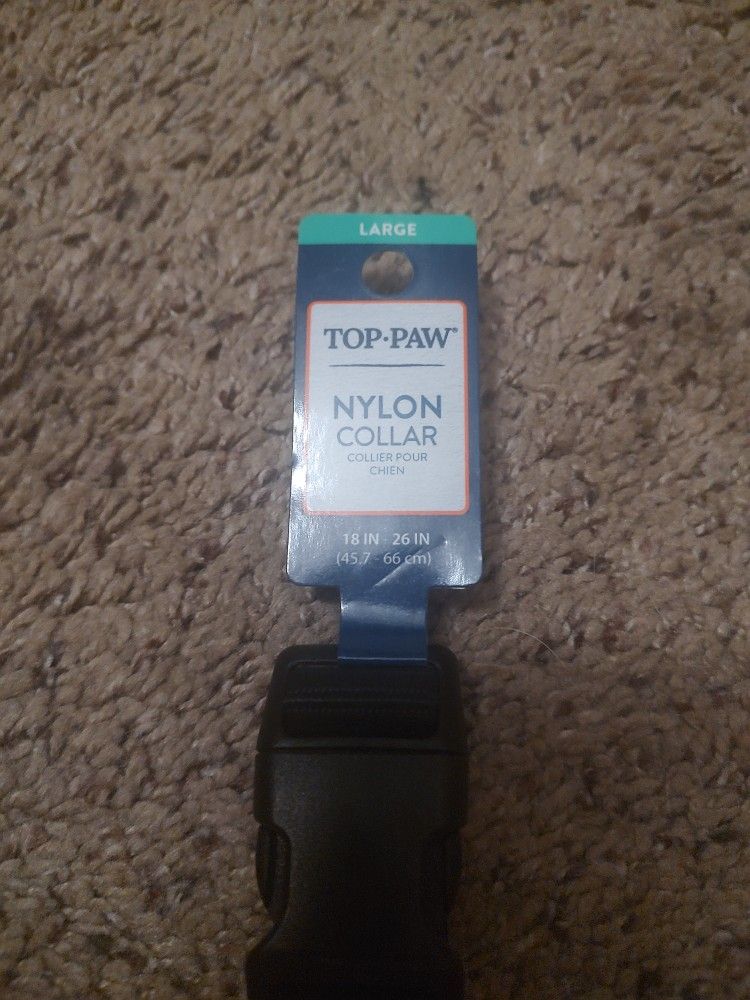 LARGE
TOP·PAW®
NYLON
COLLAR
COLLIER POUR
CHIEN
18 IN - 26 IN
(45.7 - 66 cm)